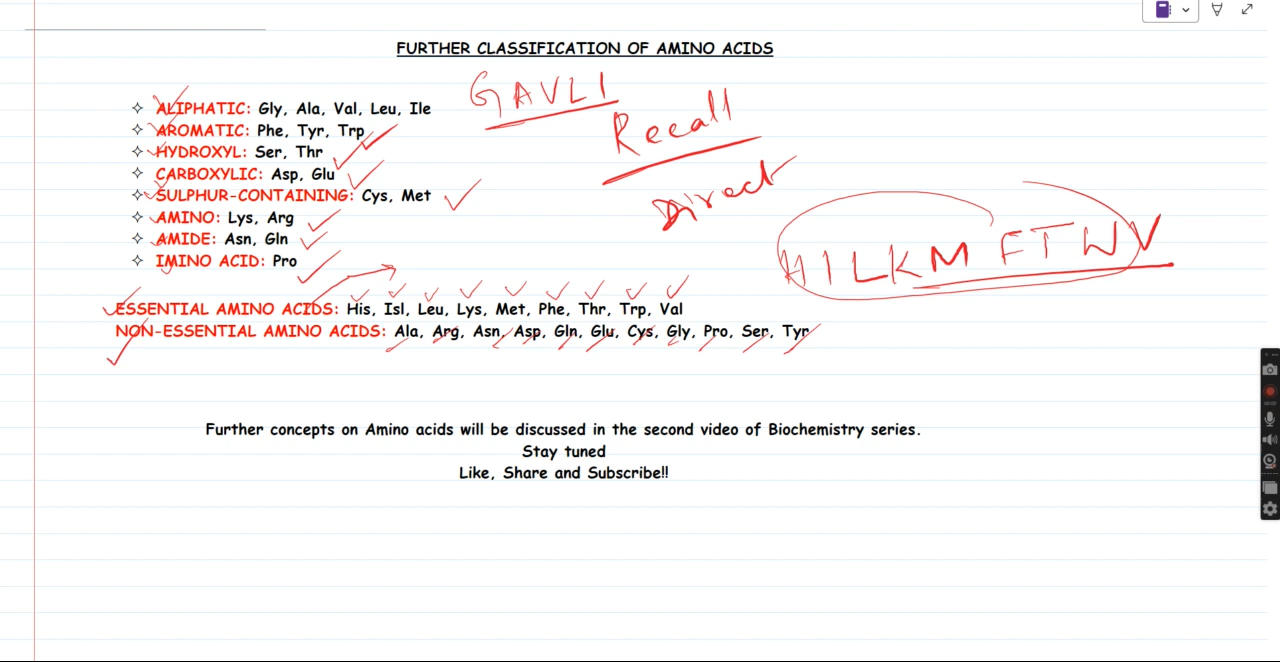 FURTHER CLASSIFICATION OF AMINO ACIDS
ALIPHATIC: Gly, Ala, Val, Leu, Ile
GAVLI
AROMATIC: Phe, Tyr, Trp
Recall
HYDROXYL: Ser, Thr
CARBOXYLIC: Asp, Glu
SULPHUR-CONTAINING: Cys, Met
Direct
AMINO: Lys, Arg
AMIDE: Asn, Gln
HILKM FTWV
IMINO ACID: Pro
ESSENTIAL AMINO ACIDS: His, Isl, Leu, Lys, Met, Phe, Thr, Trp, Val
NON-ESSENTIAL AMINO ACIDS: Ala, Arg, Asn, Asp, Gln, Glu, Cys, Gly, Pro, Ser, Tyr
Further concepts on Amino acids will be discussed in the second video of Biochemistry series.
Stay tuned
Like, Share and Subscribe!!